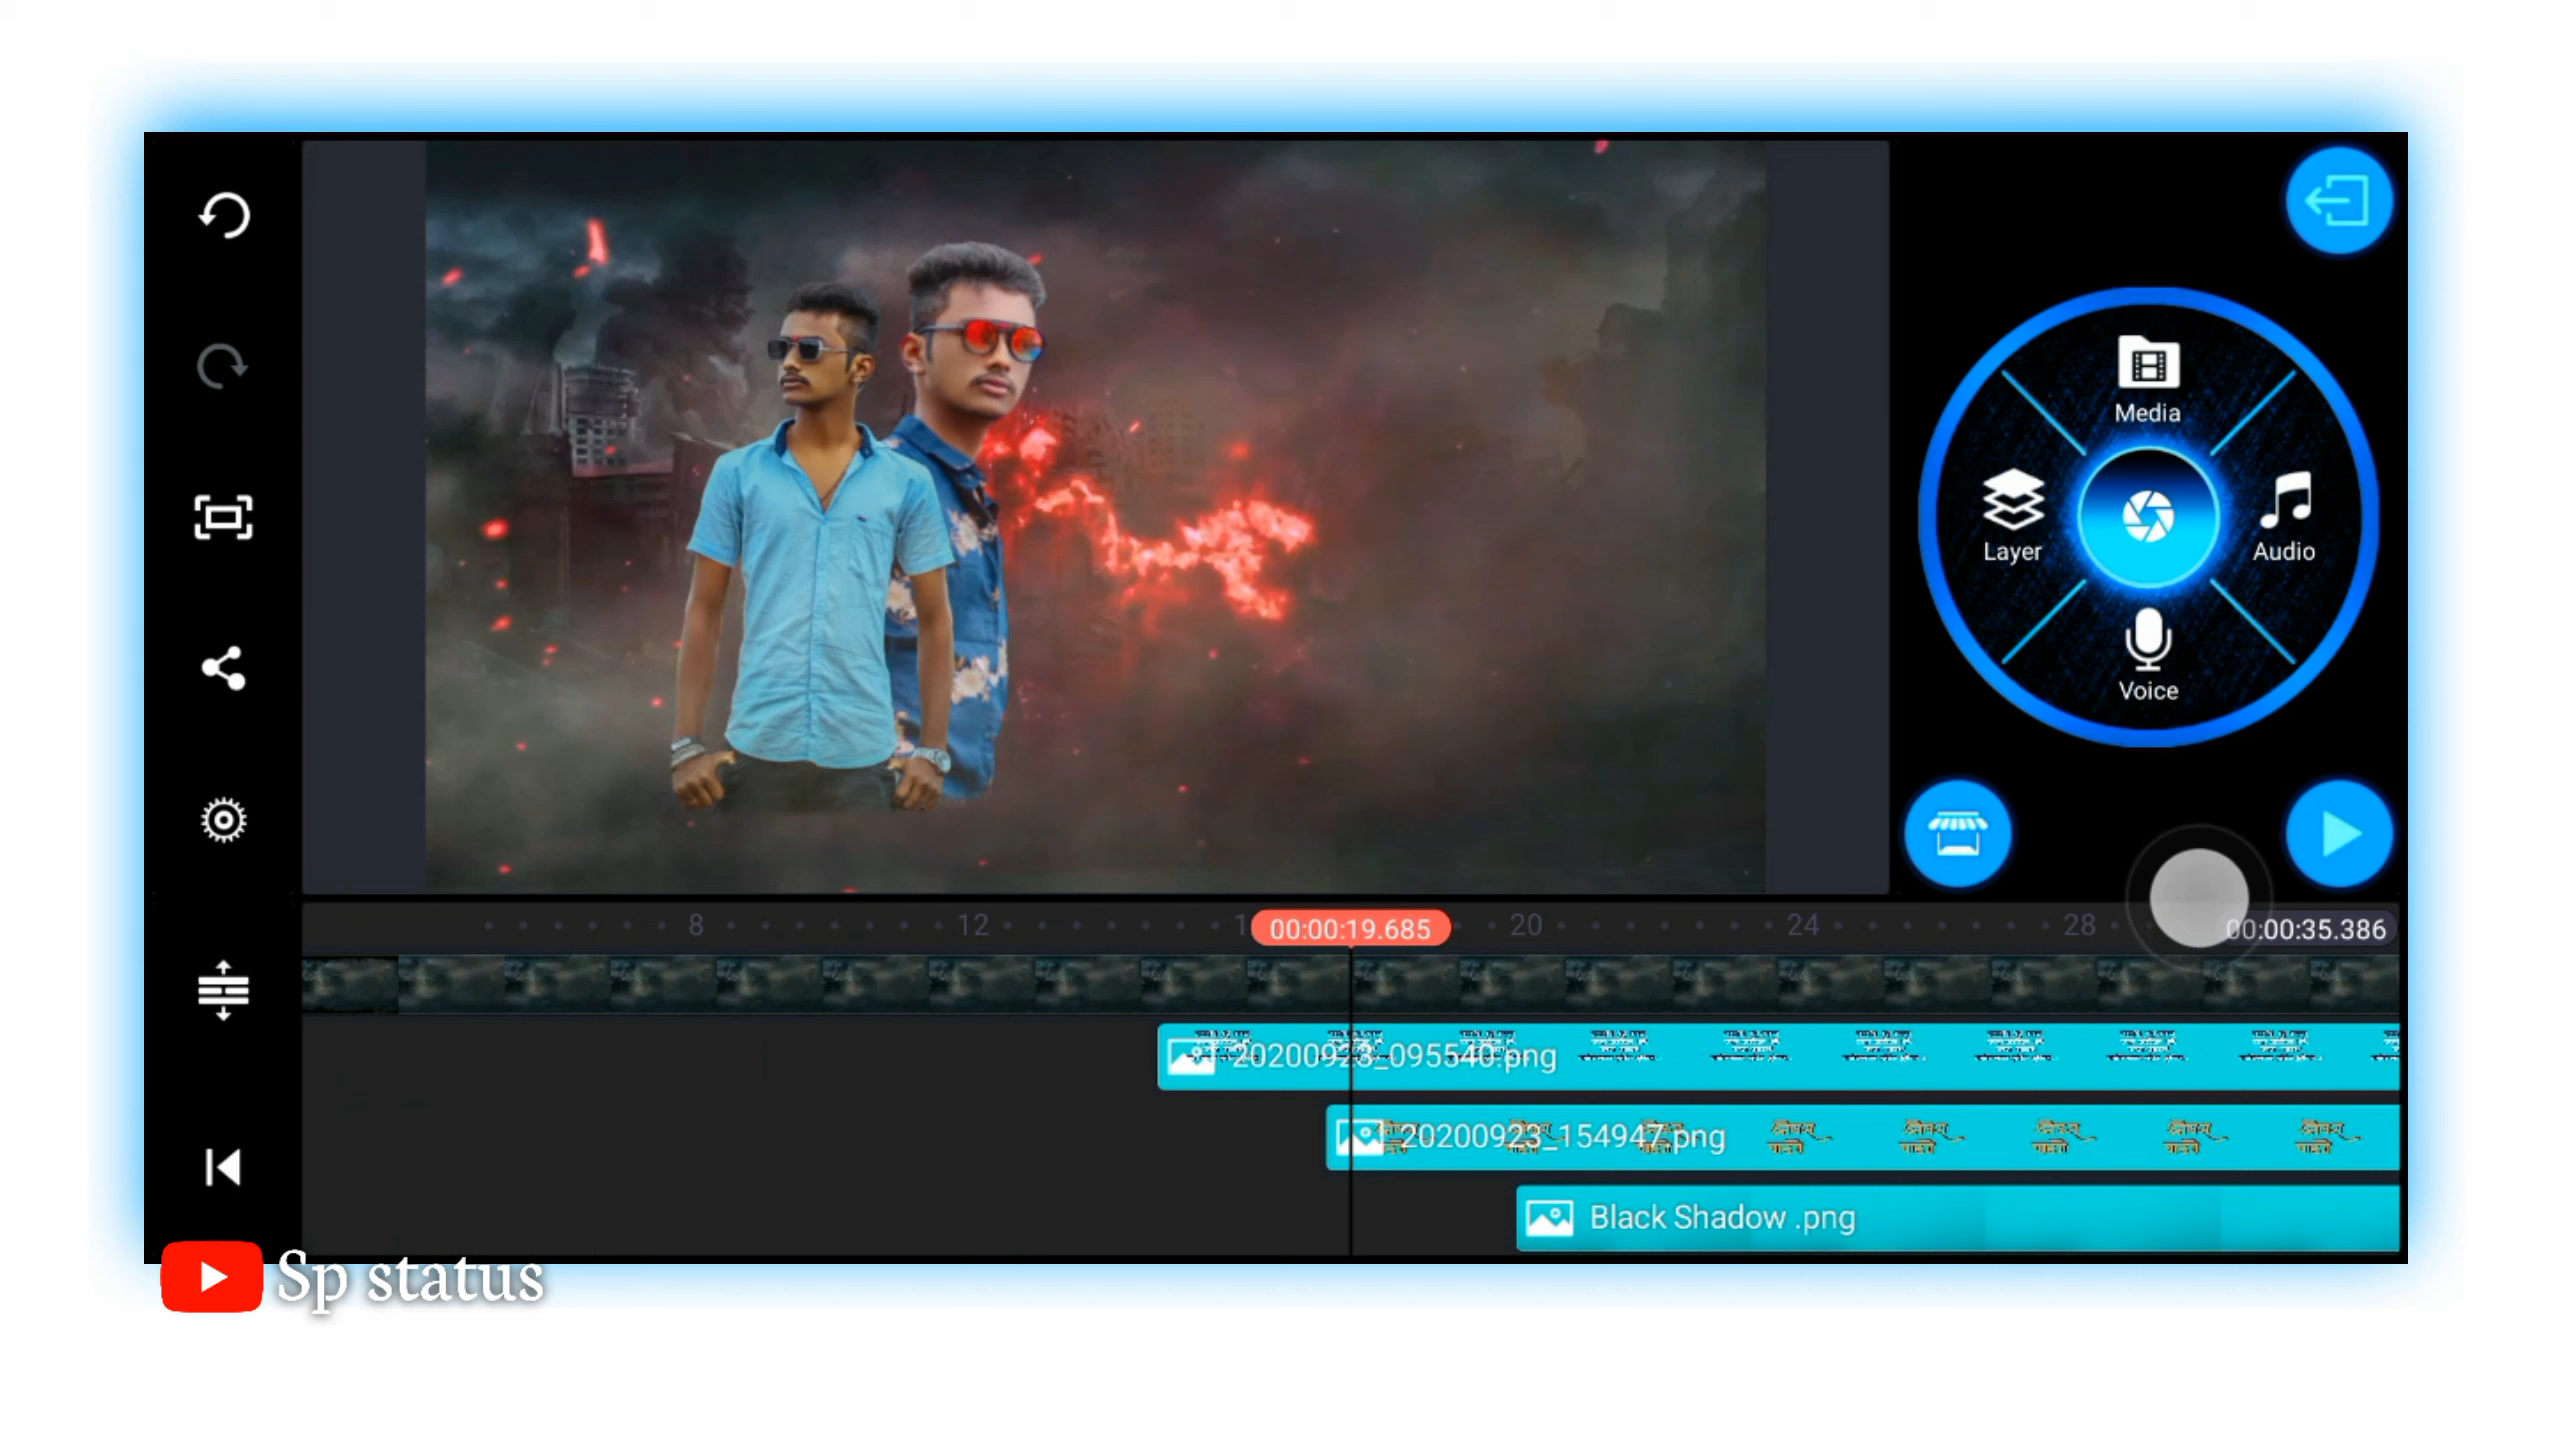 Media
Layer
Audio
Voice
8
12
00:00:19.685
20
24
28
00:00:35.386
20200923_095540.png
20200923_154947.png
Black Shadow .png
Sp status